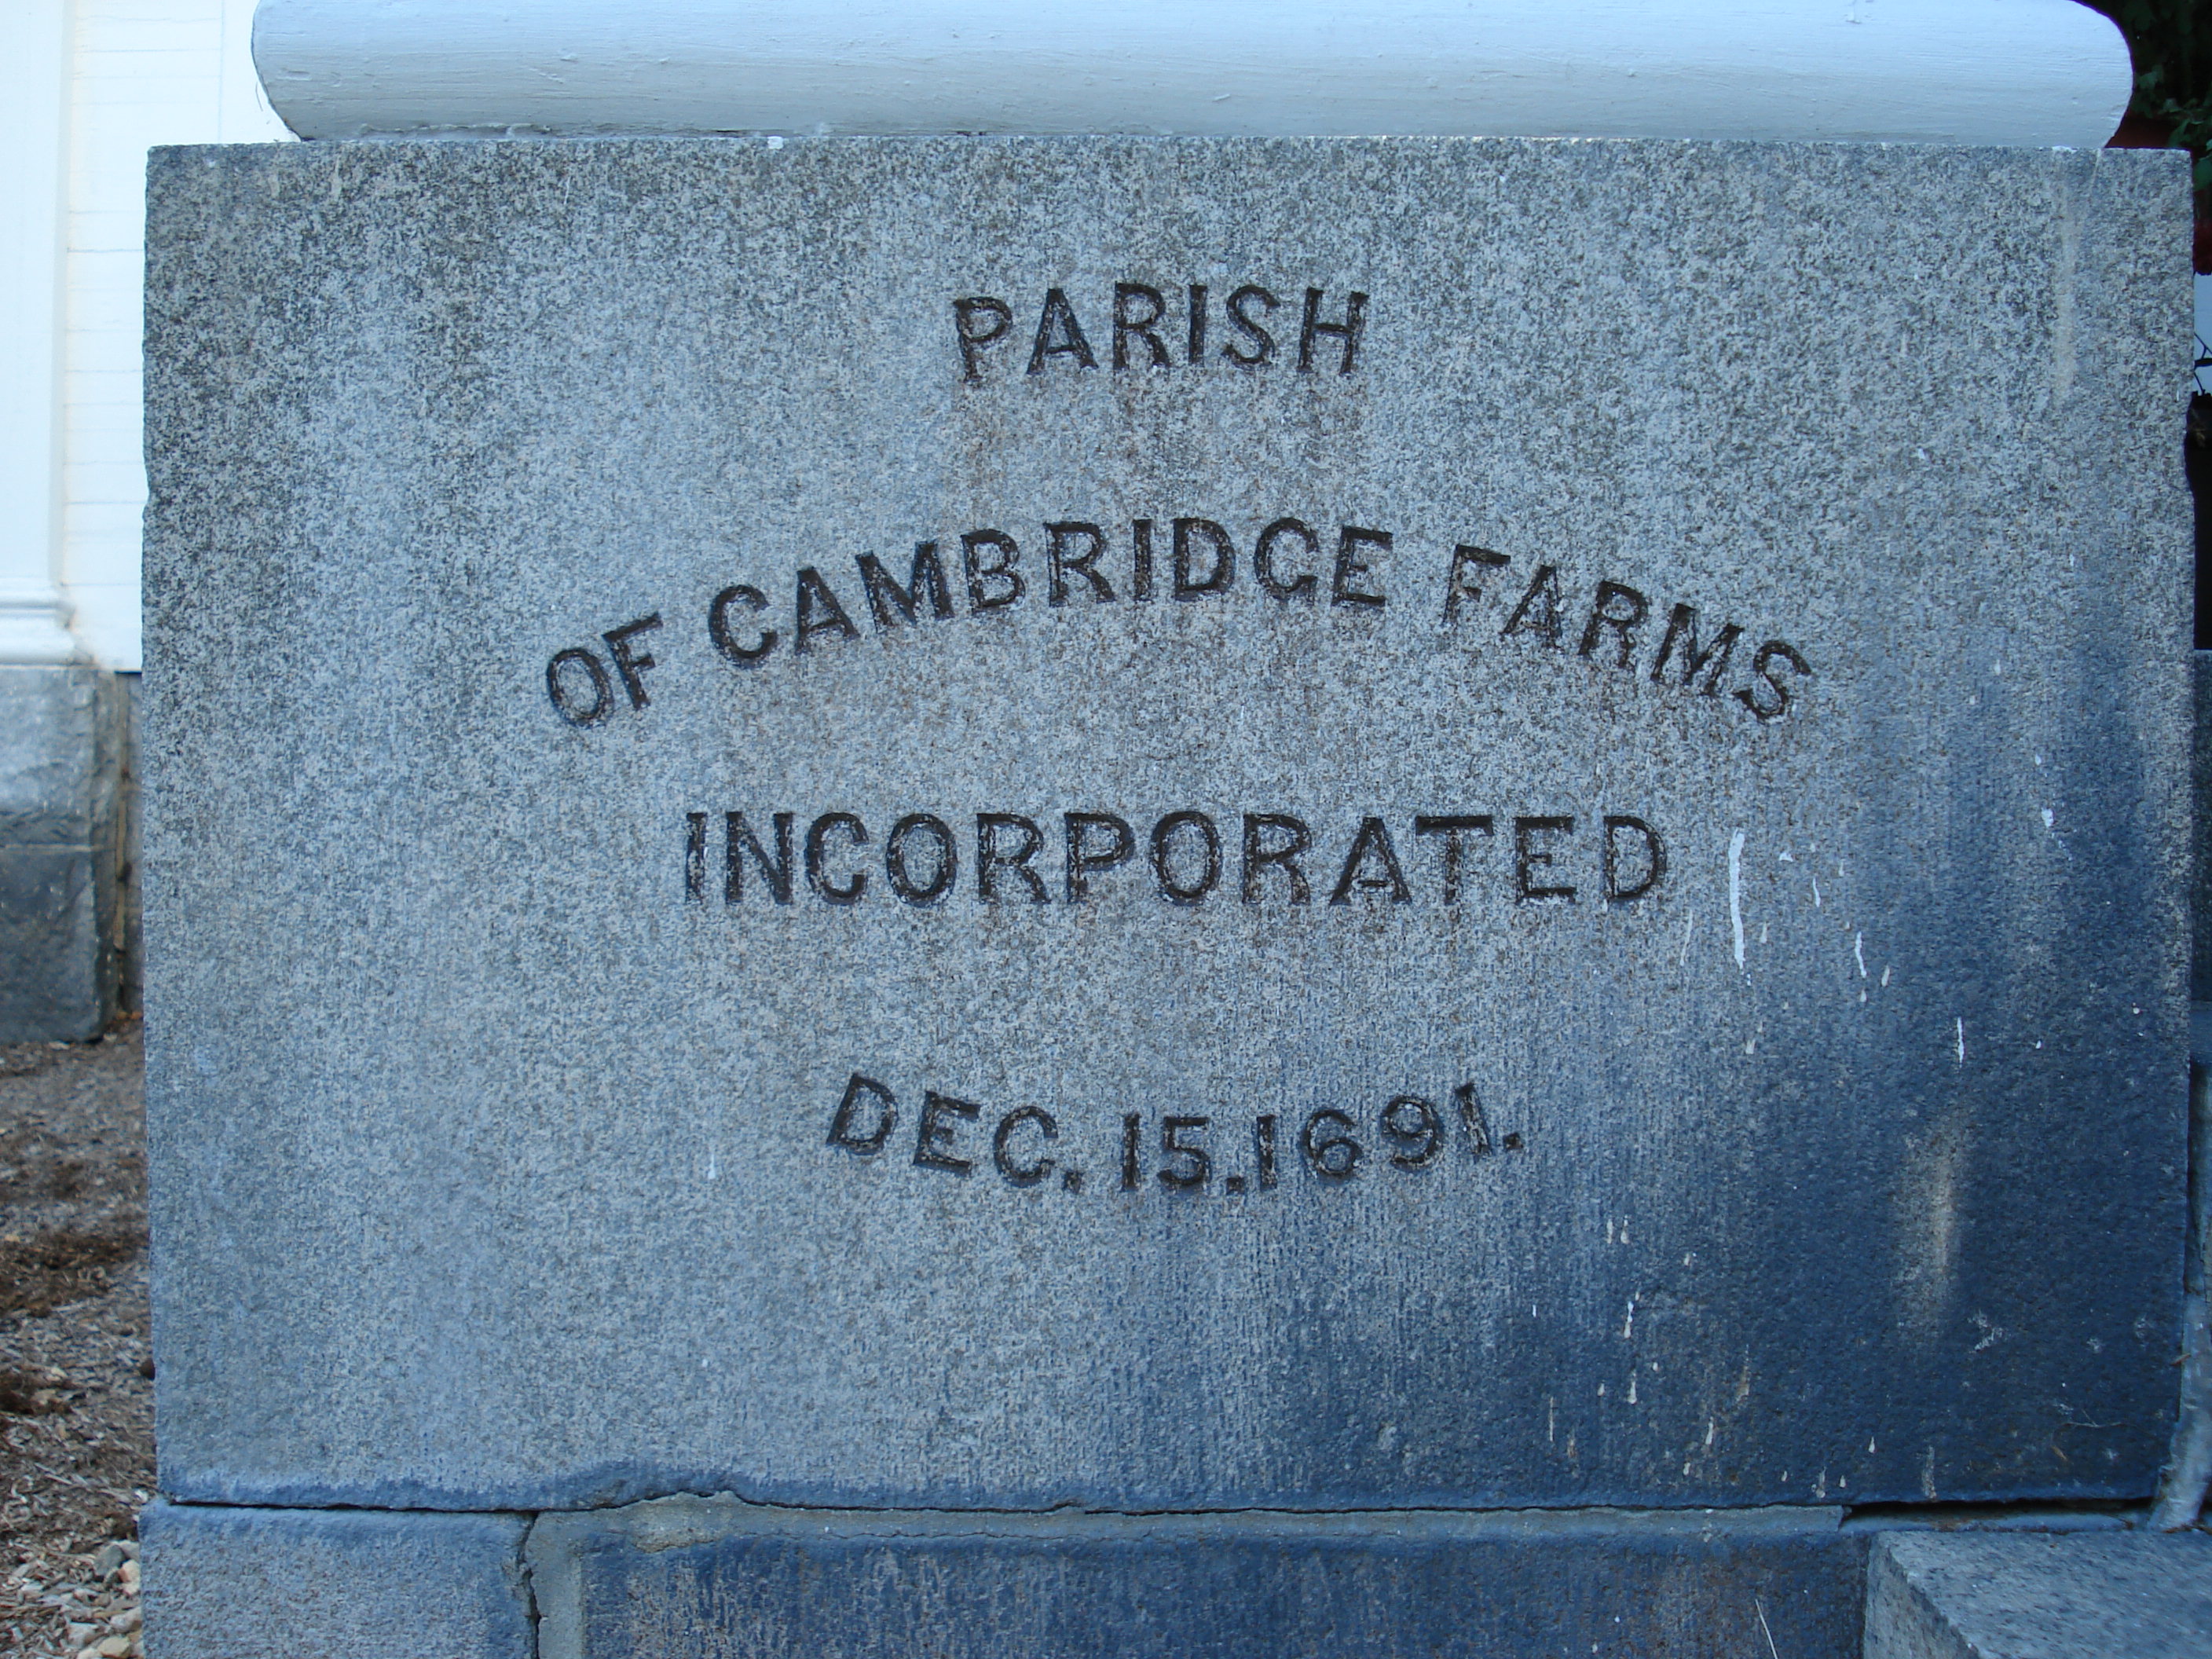 PARISH
OF CAMBRIDGE FARMS
INCORPORATED
DEC. 15.1691.